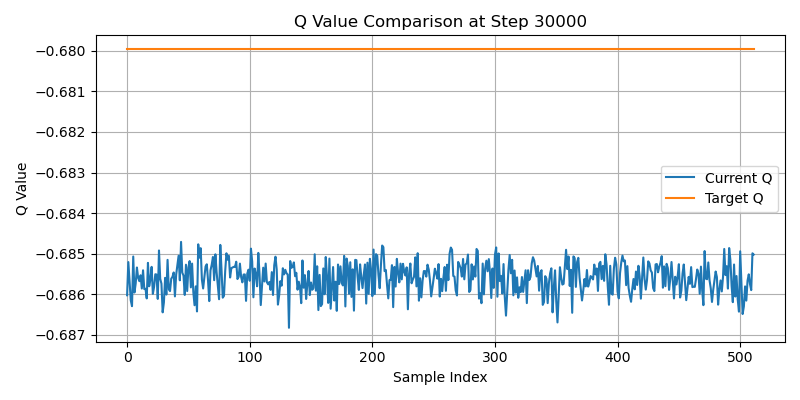 Q Value Comparison at Step 30000
Q Value
−0.680
−0.681
−0.682
−0.683
−0.684
−0.685
−0.686
−0.687
Current Q
Target Q
0
100
200
300
400
500
Sample Index